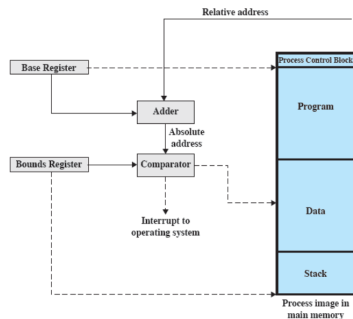 Relative address
Process Control Block
Base Register
Program
Adder
Absolute
address
Bounds Register
Comparator
Data
Interrupt to
operating system
Stack
Process image in
main memory